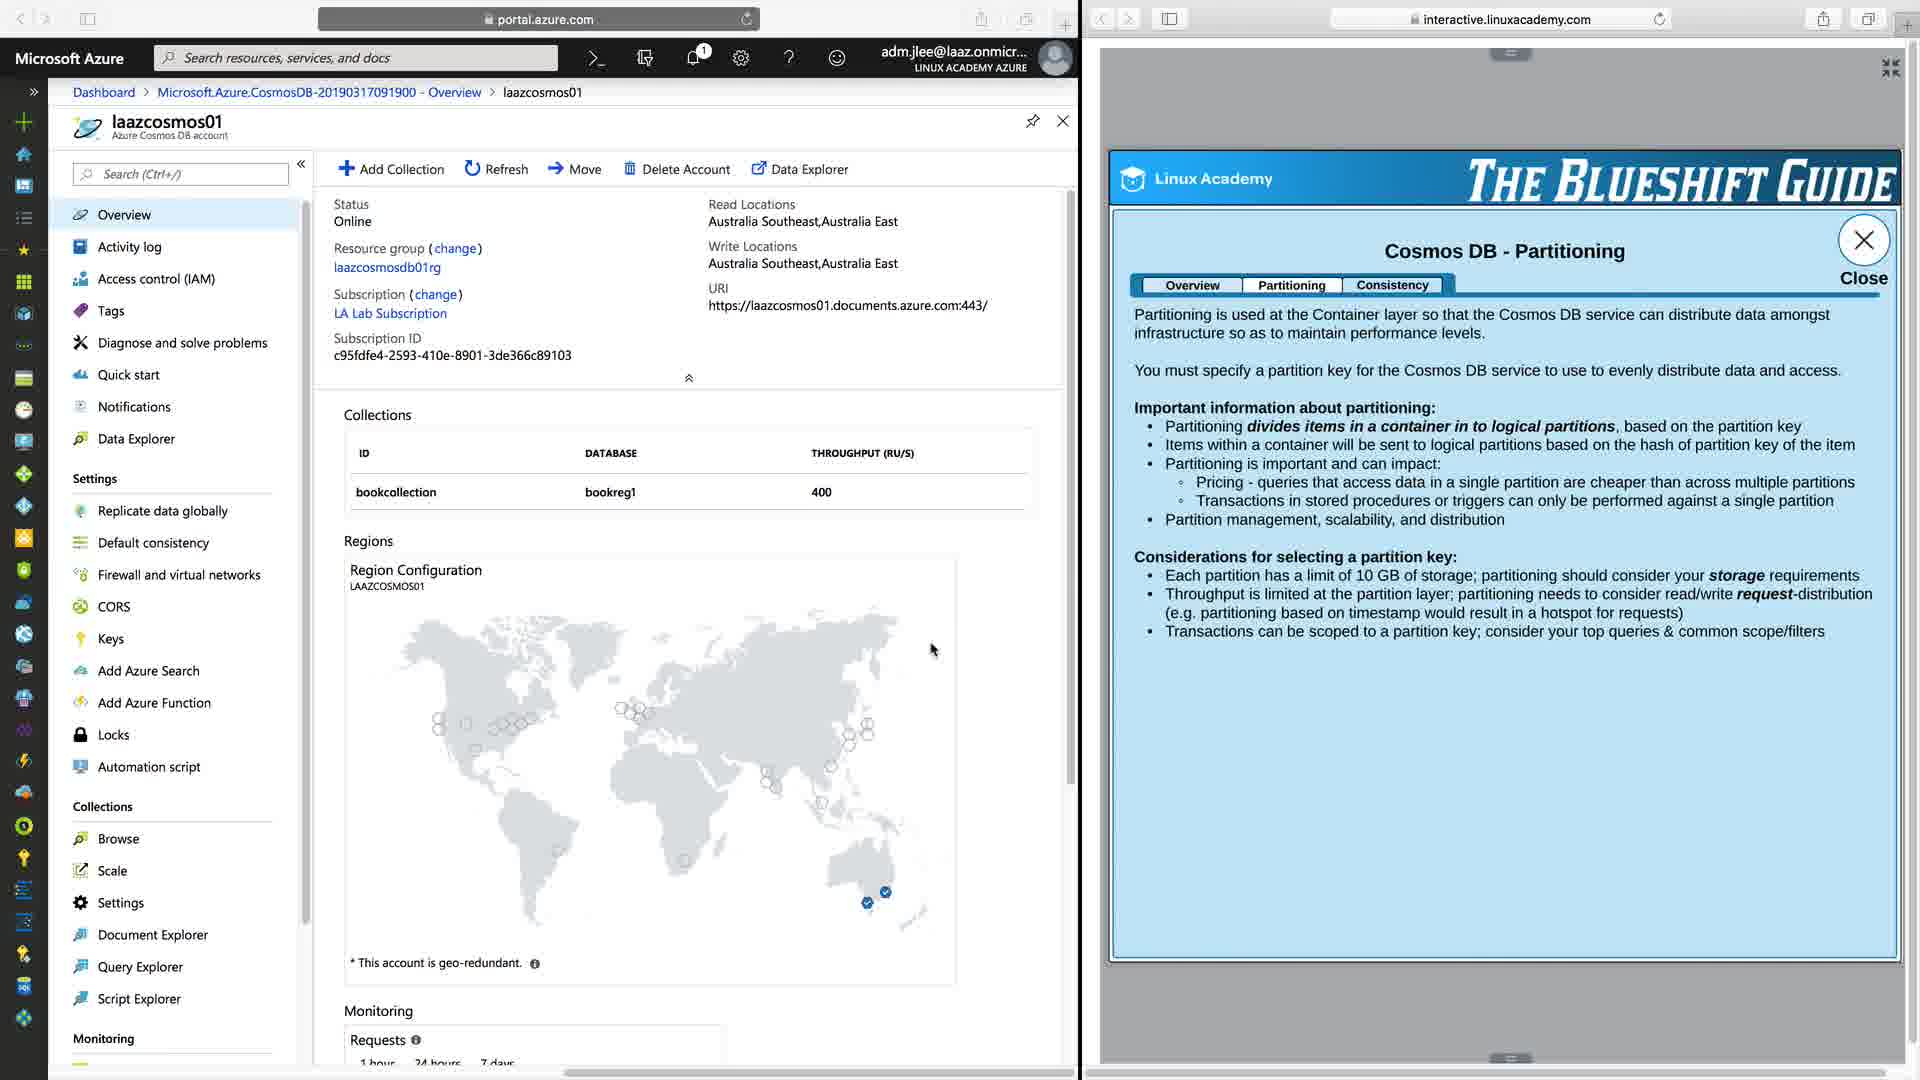 portal.azure.com
Microsoft Azure
Search resources, services, and docs
1
adm.jlee@laaz.onmicr...
LINUX ACADEMY AZURE
Dashboard > Microsoft.Azure.CosmosDB-20190317091900 - Overview > laazcosmos01
laazcosmos01
Azure Cosmos DB account
Search (Ctrl+/)
Overview
Activity log
Access control (IAM)
Tags
Diagnose and solve problems
Quick start
Notifications
Data Explorer
Settings
Replicate data globally
Default consistency
Firewall and virtual networks
CORS
Keys
Add Azure Search
Add Azure Function
Locks
Automation script
Collections
Browse
Scale
Settings
Document Explorer
Query Explorer
Script Explorer
Monitoring
Add Collection Refresh Move Delete Account Data Explorer
Status
Online
Resource group (change)
laazcosmosdb01rg
Subscription (change)
LA Lab Subscription
Subscription ID
c95fdfe4-2593-410e-8901-3de366c89103
Read Locations
Australia Southeast,Australia East
Write Locations
Australia Southeast,Australia East
URI
https://laazcosmos01.documents.azure.com:443/
Collections
ID DATABASE THROUGHPUT (RU/S)
bookcollection bookreg1 400
Regions
Region Configuration
LAAZCOSMOS01
* This account is geo-redundant.
Monitoring
Requests
1 hour 24 hours 7 days
interactive.linuxacademy.com
Linux Academy
THE BLUESHIFT GUIDE
Cosmos DB - Partitioning
Close
Overview Partitioning Consistency
Partitioning is used at the Container layer so that the Cosmos DB service can distribute data amongst
infrastructure so as to maintain performance levels.
You must specify a partition key for the Cosmos DB service to use to evenly distribute data and access.
Important information about partitioning:
• Partitioning divides items in a container in to logical partitions, based on the partition key
• Items within a container will be sent to logical partitions based on the hash of partition key of the item
• Partitioning is important and can impact:
◦ Pricing - queries that access data in a single partition are cheaper than across multiple partitions
◦ Transactions in stored procedures or triggers can only be performed against a single partition
• Partition management, scalability, and distribution
Considerations for selecting a partition key:
• Each partition has a limit of 10 GB of storage; partitioning should consider your storage requirements
• Throughput is limited at the partition layer; partitioning needs to consider read/write request-distribution
(e.g. partitioning based on timestamp would result in a hotspot for requests)
• Transactions can be scoped to a partition key; consider your top queries & common scope/filters